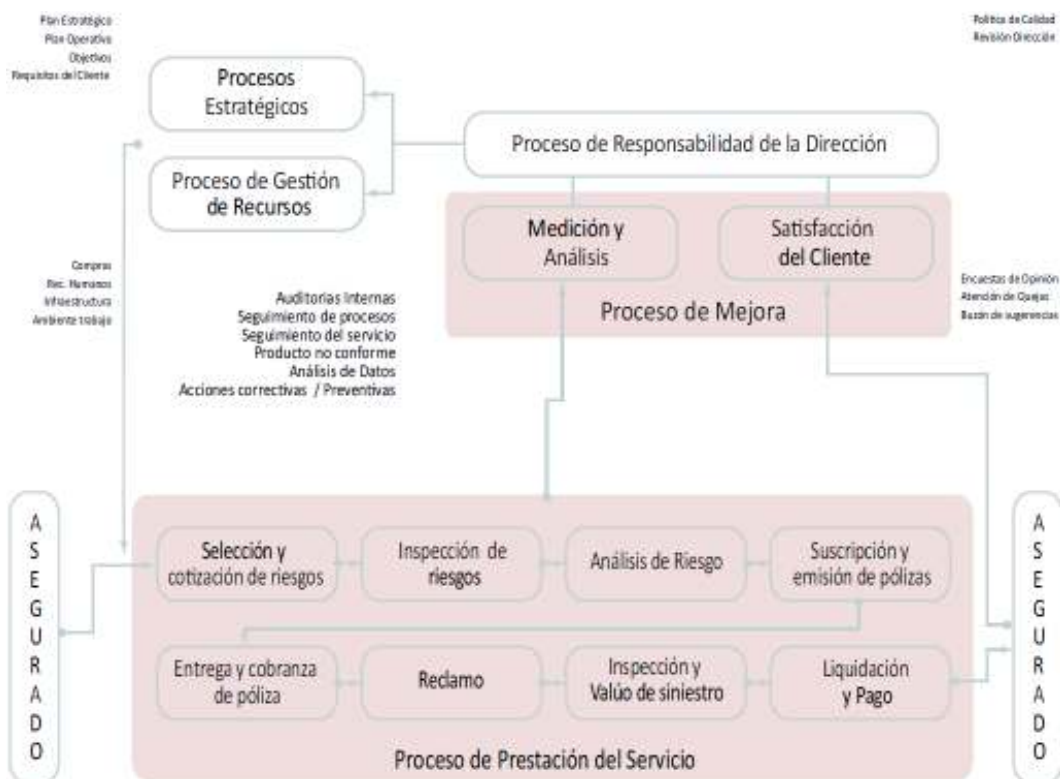 Plan Estratégico
Plan Operativo
Objetivos
Requisitos del Cliente
Política de Calidad
Revisión Dirección
Procesos
Estratégicos
Proceso de Responsabilidad de la Dirección
Proceso de Gestión
de Recursos
Medición y
Análisis
Satisfacción
del Cliente
Proceso de Mejora
Compras
Rec. Humanos
Infraestructura
Ambiente trabajo
Encuestas de Opinión
Atención de Quejas
Buzón de sugerencias
Auditorias Internas
Seguimiento de procesos
Seguimiento del servicio
Producto no conforme
Análisis de Datos
Acciones correctivas / Preventivas
ASEGURADO
Selección y
cotización de riesgos
Inspección de
riesgos
Análisis de Riesgo
Suscripción y
emisión de pólizas
Entrega y cobranza
de póliza
Reclamo
Inspección y
Valúo de siniestro
Liquidación
y Pago
Proceso de Prestación del Servicio
ASEGURADO